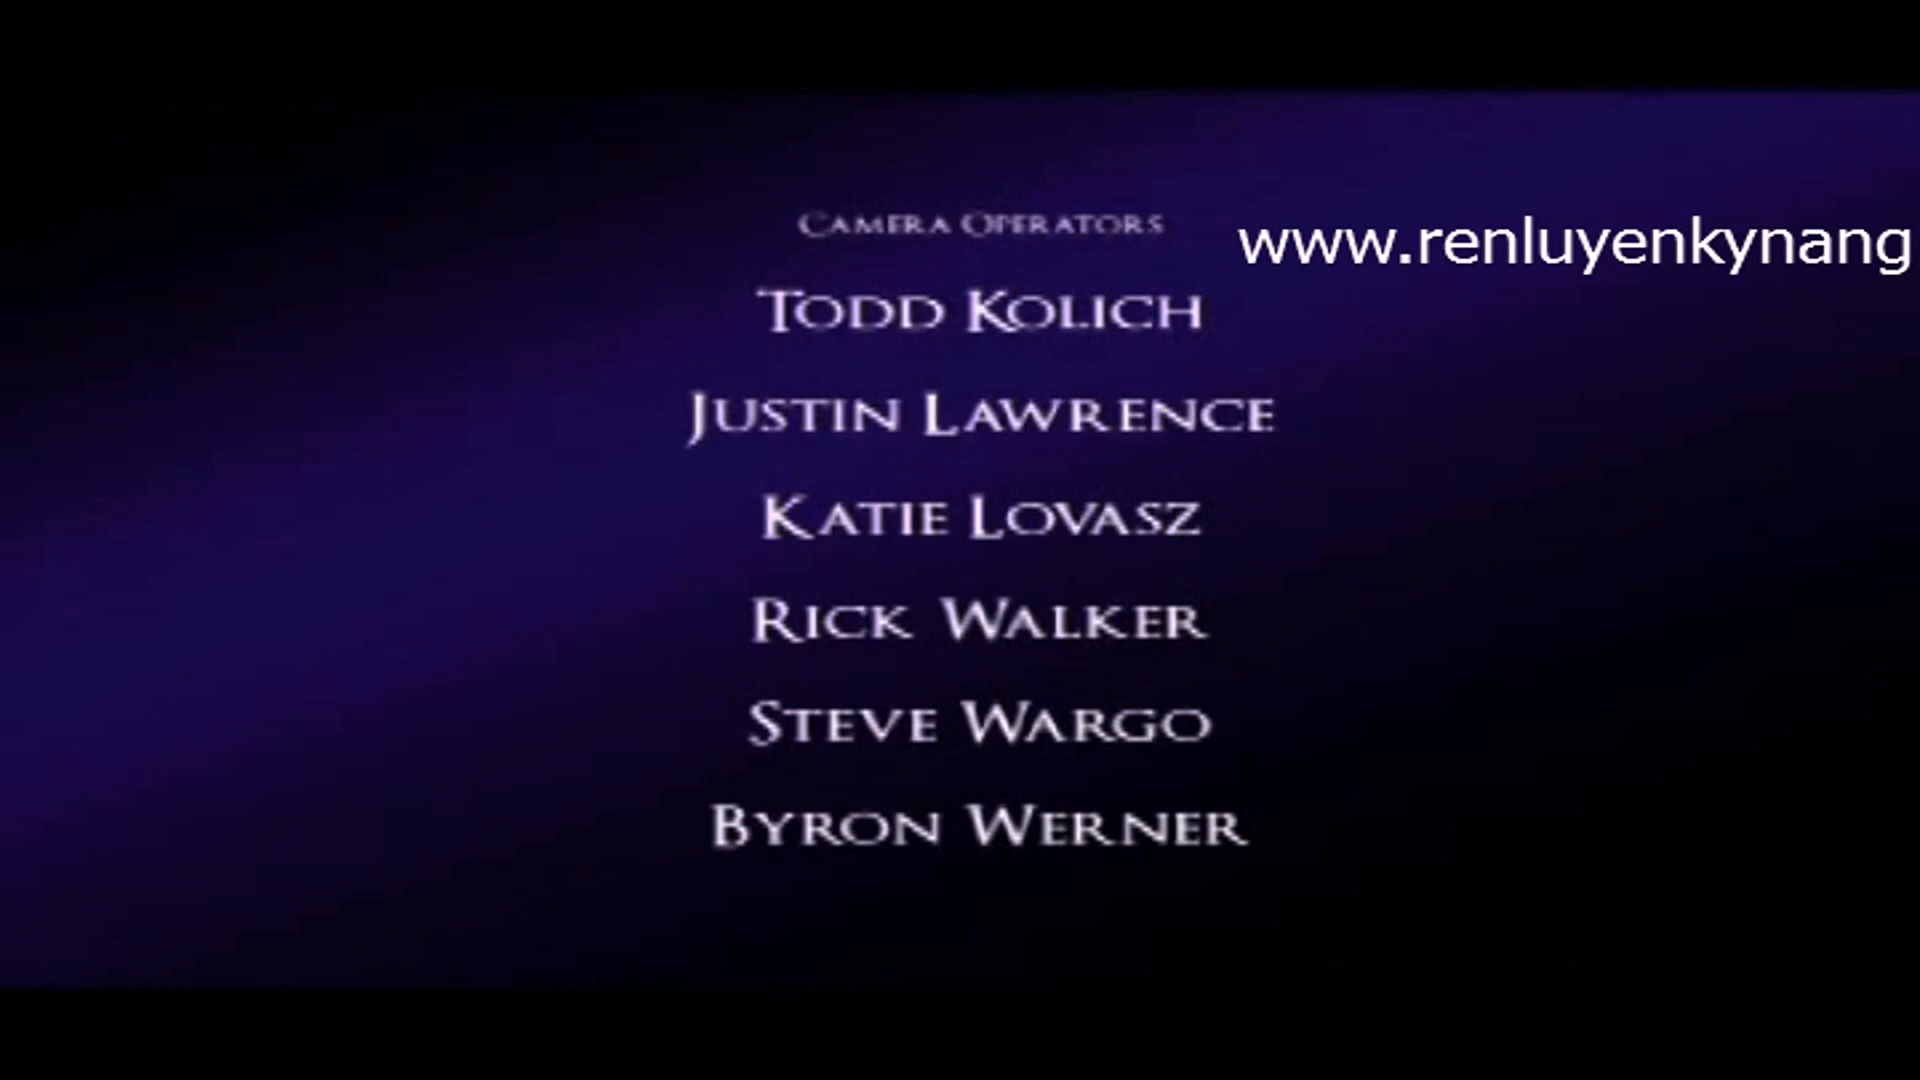 Camera Operators
www.renluyenkynang
Todd Kolich
Justin Lawrence
Katie Lovasz
Rick Walker
Steve Wargo
Byron Werner